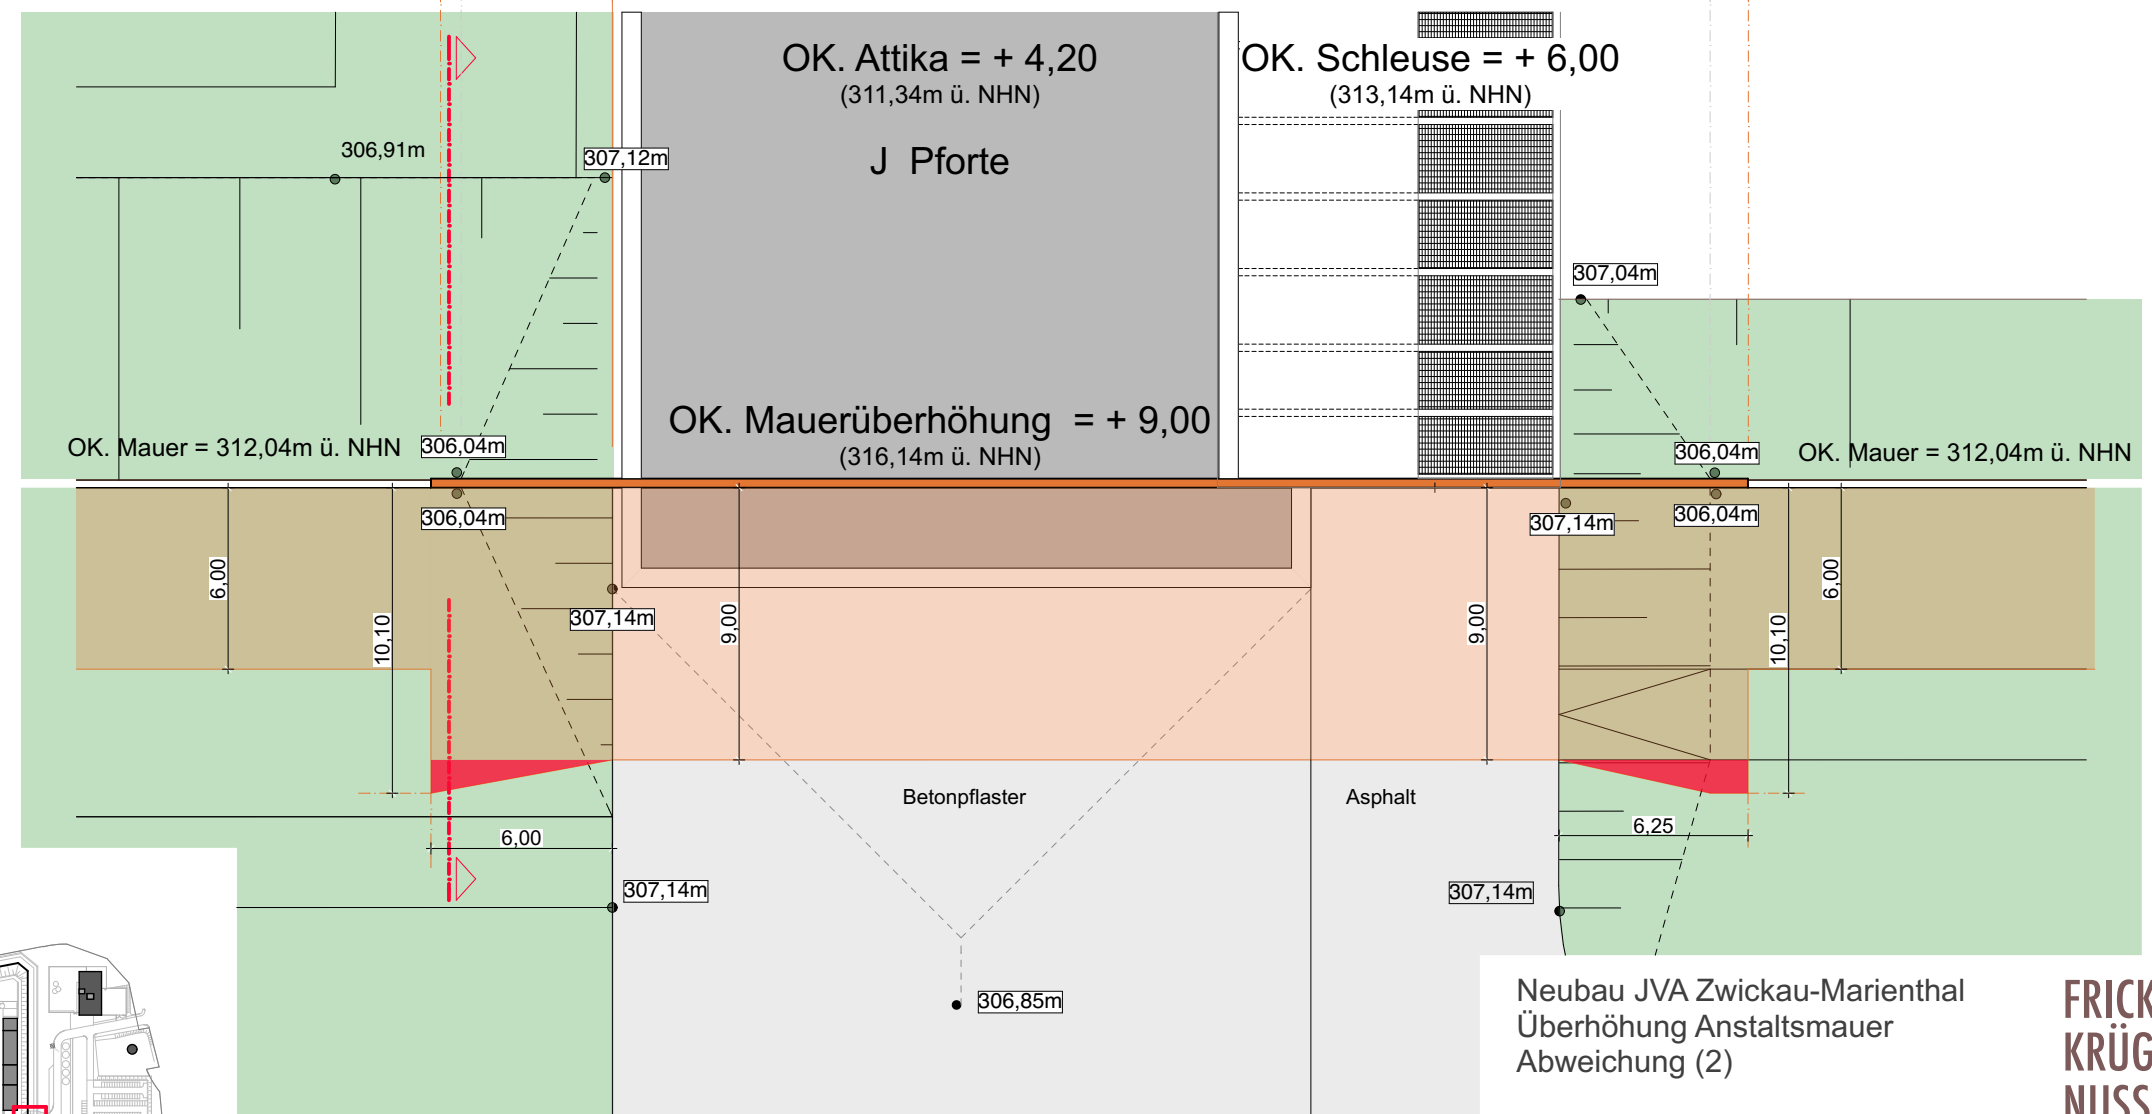 OK. Attika = + 4,20
(311,34m ü. NHN)
OK. Schleuse = + 6,00
(313,14m ü. NHN)
J Pforte
306,91m
307,12m
307,04m
OK. Mauerüberhöhung = + 9,00
(316,14m ü. NHN)
OK. Mauer = 312,04m ü. NHN
306,04m
306,04m
OK. Mauer = 312,04m ü. NHN
306,04m
307,14m
306,04m
6,00
10,10
307,14m
9,00
9,00
10,10
6,00
Betonpflaster
Asphalt
6,00
6,25
307,14m
307,14m
306,85m
Neubau JVA Zwickau-Marienthal
Überhöhung Anstaltsmauer
Abweichung (2)
FRICK
KRÜG
NUSS